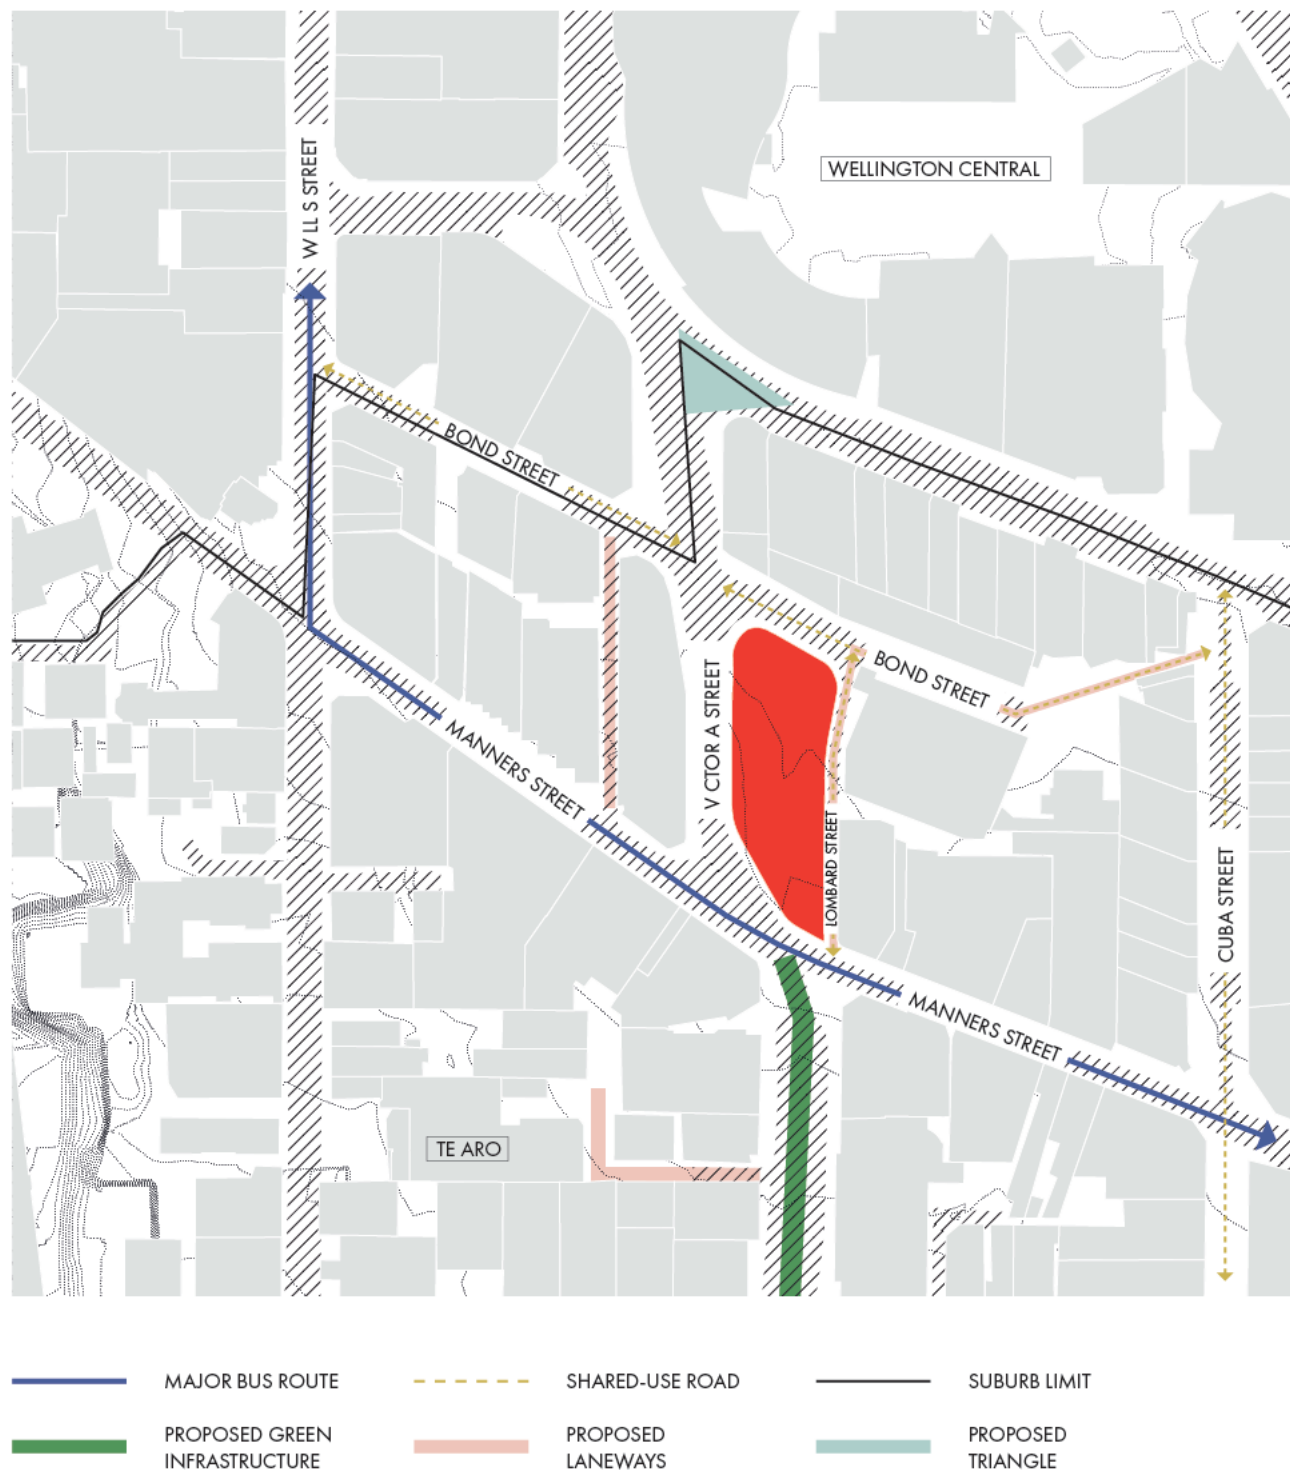 W LL S STREET
WELLINGTON CENTRAL
BOND STREET
BOND STREET
V CTOR A STREET
MANNERS STREET
LOMBARD STREET
CUBA STREET
MANNERS STREET
TE ARO
MAJOR BUS ROUTE
SHARED-USE ROAD
SUBURB LIMIT
PROPOSED GREEN
INFRASTRUCTURE
PROPOSED
LANEWAYS
PROPOSED
TRIANGLE